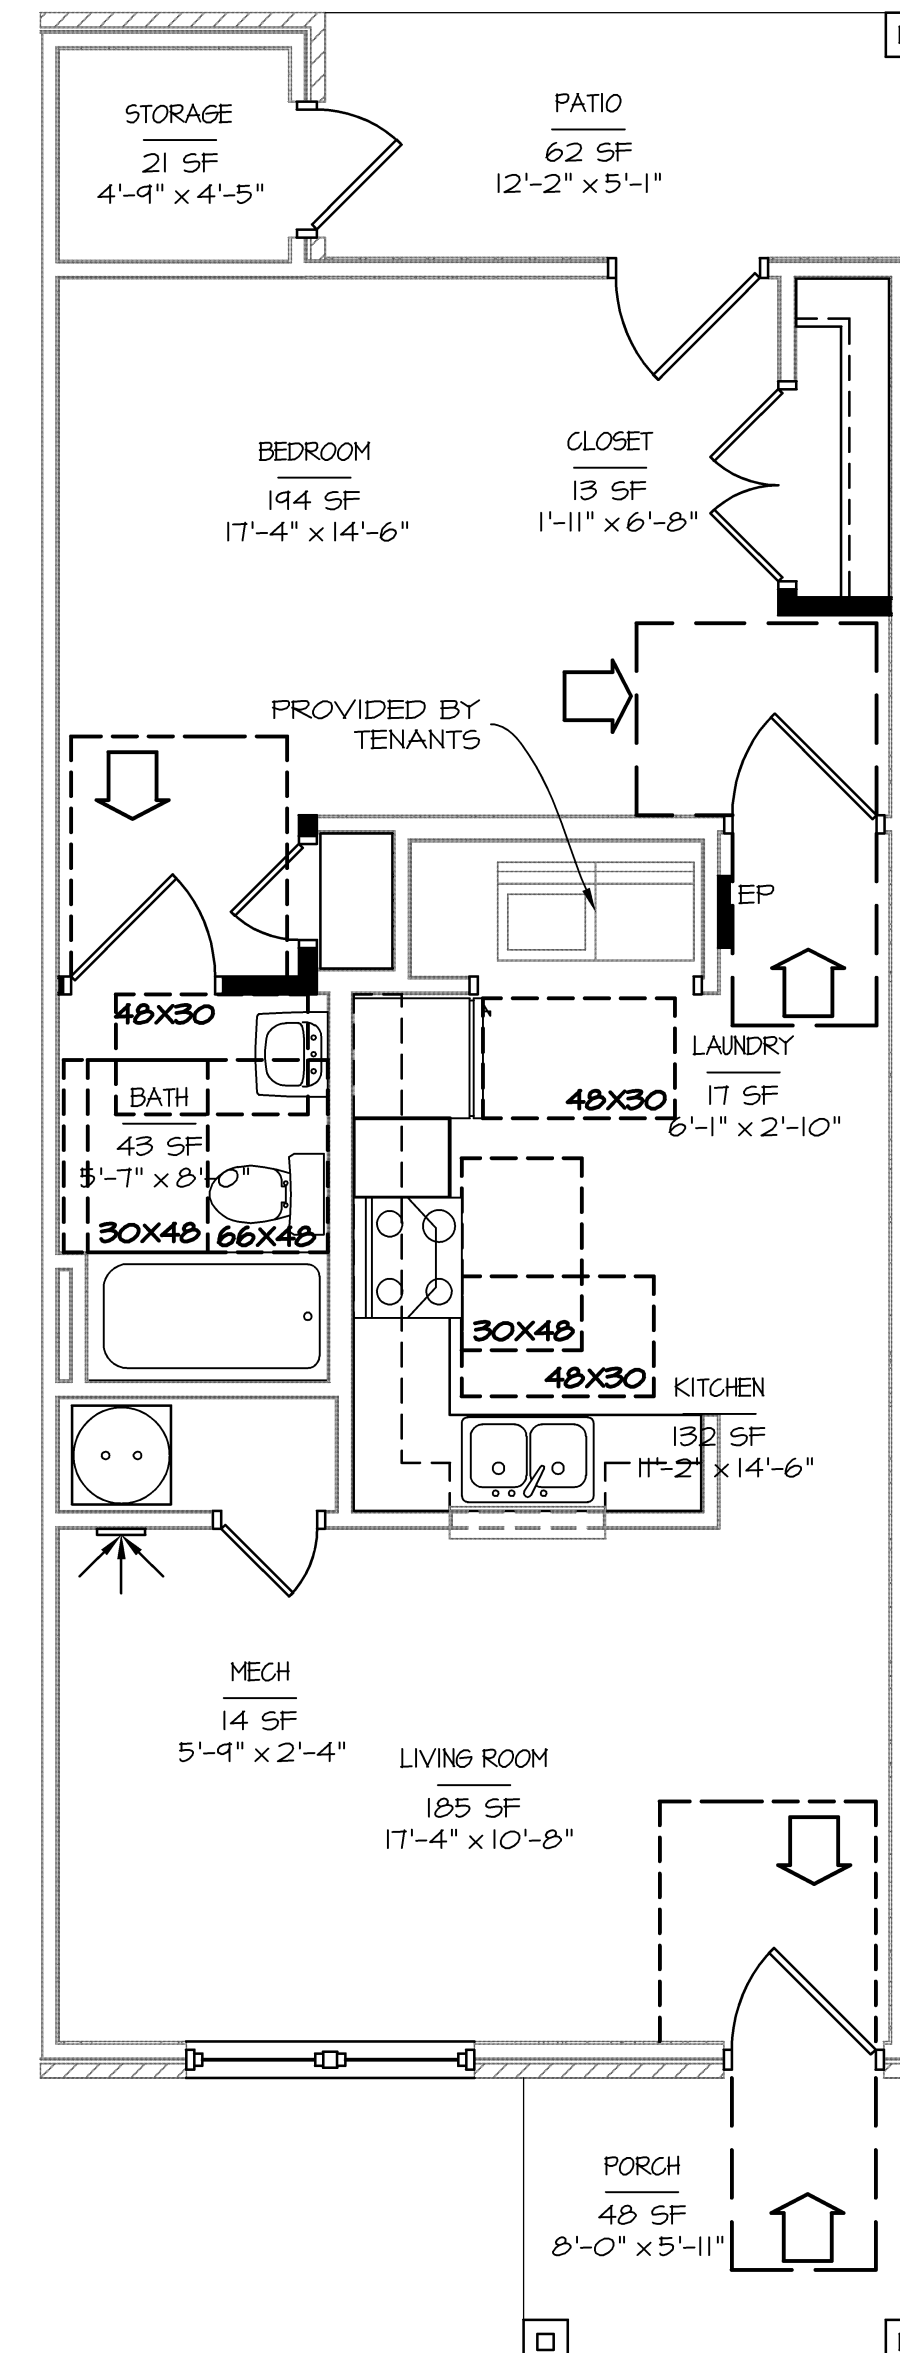 STORAGE
21 SF
4'-9" x 4'-5"
PATIO
62 SF
12'-2" x 5'-1"
BEDROOM
194 SF
17'-4" x 14'-6"
CLOSET
13 SF
1'-11" x 6'-8"
PROVIDED BY
TENANTS
EP
48X30
BATH
43 SF
5'-7" x 8'-0"
30X48
66X48
LAUNDRY
17 SF
6'-1" x 2'-10"
48X30
30X48
48X30
KITCHEN
132 SF
11'-2" x 14'-6"
MECH
14 SF
5'-9" x 2'-4"
LIVING ROOM
185 SF
17'-4" x 10'-8"
PORCH
48 SF
8'-0" x 5'-11"